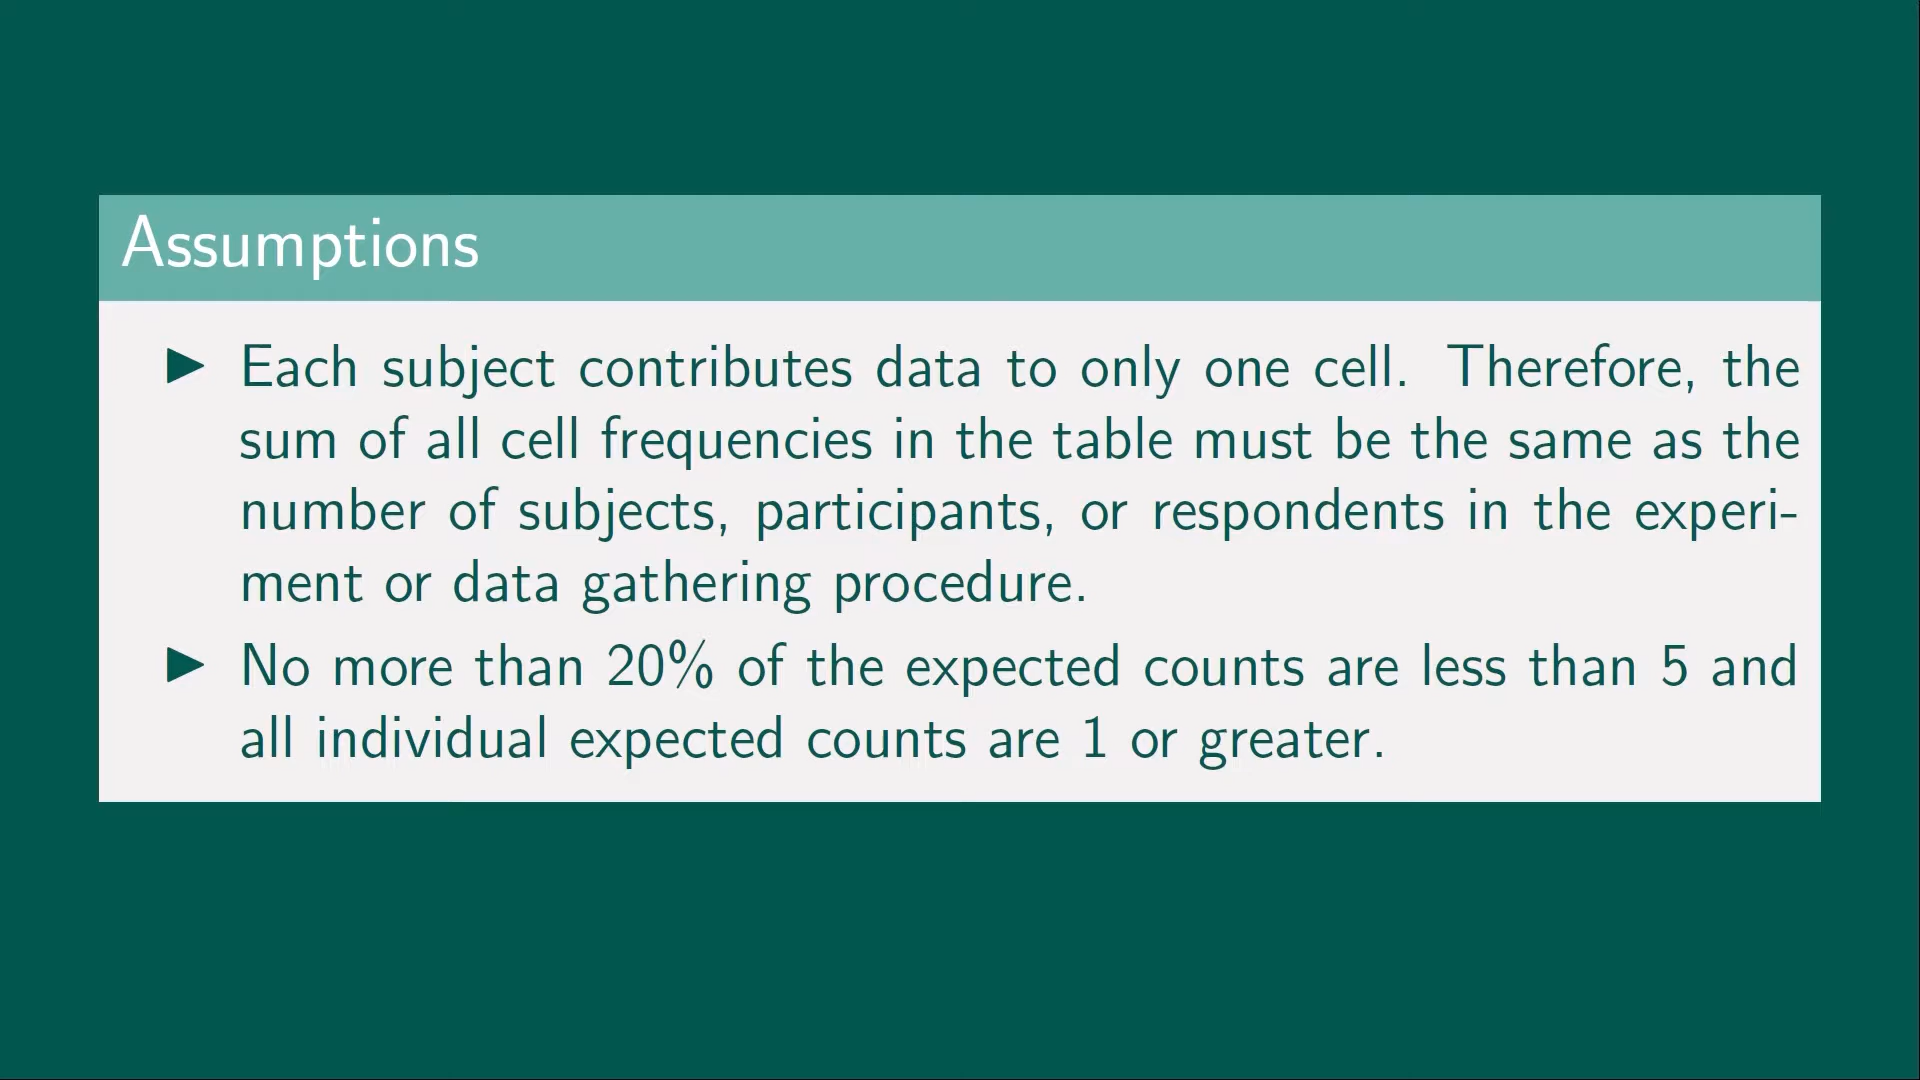 Assumptions
Each subject contributes data to only one cell. Therefore, the
sum of all cell frequencies in the table must be the same as the
number of subjects, participants, or respondents in the experi-
ment or data gathering procedure.
No more than 20% of the expected counts are less than 5 and
all individual expected counts are 1 or greater.